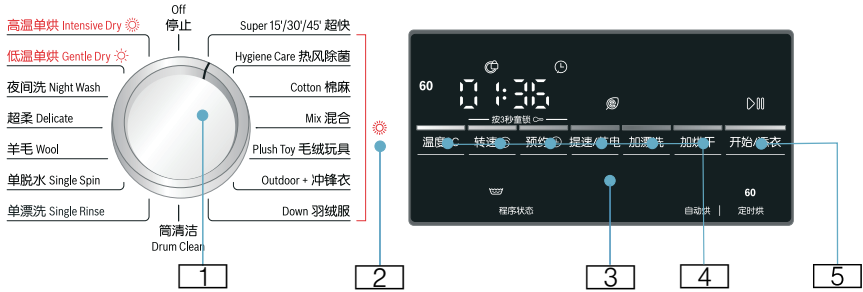 Off
停止
高温单烘 Intensive Dry
低温单烘 Gentle Dry
夜间洗 Night Wash
超柔 Delicate
羊毛 Wool
单脱水 Single Spin
单漂洗 Single Rinse
Super 15'/30'/45' 超快
Hygiene Care 热风除菌
Cotton 棉麻
Mix 混合
Plush Toy 毛绒玩具
Outdoor + 冲锋衣
Down 羽绒服
筒清洁
Drum Clean
60
01:36
按3秒童锁
温度°C 转速 预约 提速/节电 加漂洗 加烘干 开始/添衣
程序状态
自动烘
60
定时烘
1 2 3 4 5